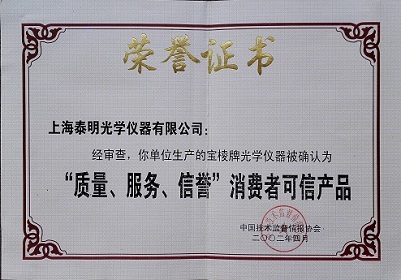 荣誉证书
上海泰明光学仪器有限公司：
经审查，你单位生产的宝棱牌光学仪器被确认为
“质量、服务、信誉”消费者可信产品
中国技术监督情报协会
二〇〇二年四月